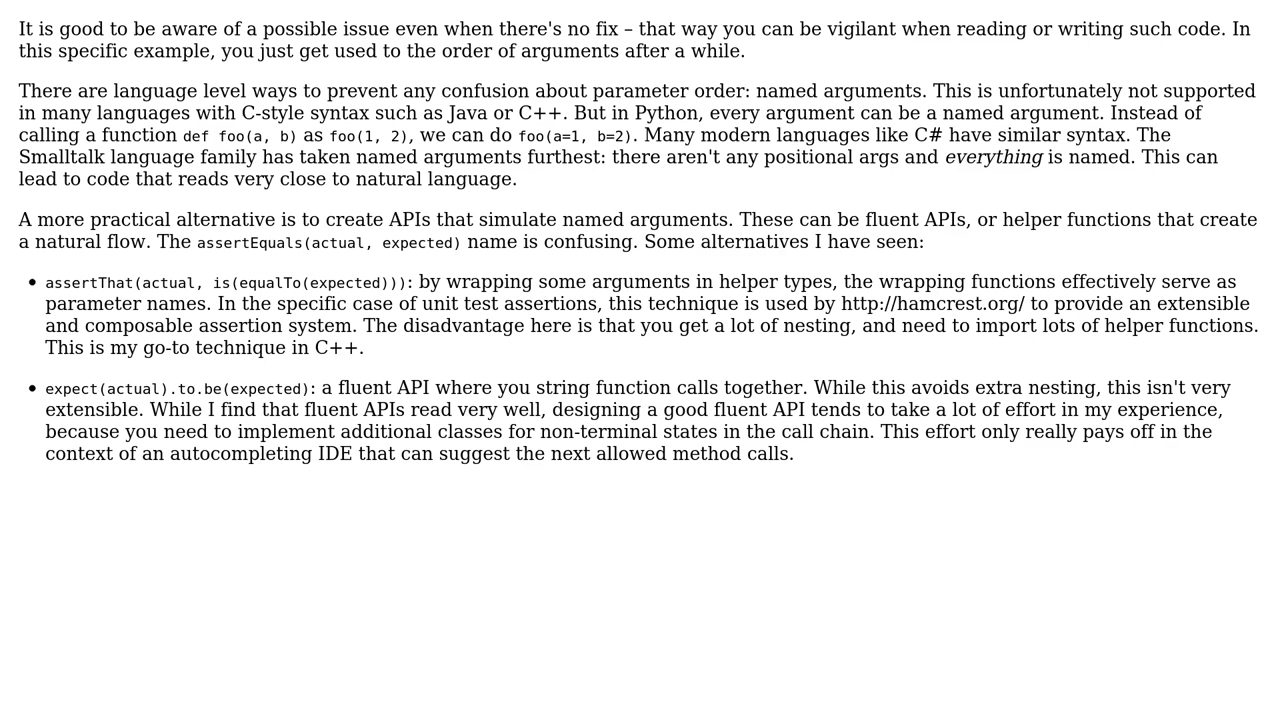 It is good to be aware of a possible issue even when there's no fix – that way you can be vigilant when reading or writing such code. In
this specific example, you just get used to the order of arguments after a while.
There are language level ways to prevent any confusion about parameter order: named arguments. This is unfortunately not supported
in many languages with C-style syntax such as Java or C++. But in Python, every argument can be a named argument. Instead of
calling a function def foo(a, b) as foo(1, 2), we can do foo(a=1, b=2). Many modern languages like C# have similar syntax. The
Smalltalk language family has taken named arguments furthest: there aren't any positional args and everything is named. This can
lead to code that reads very close to natural language.
A more practical alternative is to create APIs that simulate named arguments. These can be fluent APIs, or helper functions that create
a natural flow. The assertEquals(actual, expected) name is confusing. Some alternatives I have seen:
• assertThat(actual, is(equalTo(expected))): by wrapping some arguments in helper types, the wrapping functions effectively serve as
parameter names. In the specific case of unit test assertions, this technique is used by http://hamcrest.org/ to provide an extensible
and composable assertion system. The disadvantage here is that you get a lot of nesting, and need to import lots of helper functions.
This is my go-to technique in C++.
• expect(actual).to.be(expected): a fluent API where you string function calls together. While this avoids extra nesting, this isn't very
extensible. While I find that fluent APIs read very well, designing a good fluent API tends to take a lot of effort in my experience,
because you need to implement additional classes for non-terminal states in the call chain. This effort only really pays off in the
context of an autocompleting IDE that can suggest the next allowed method calls.